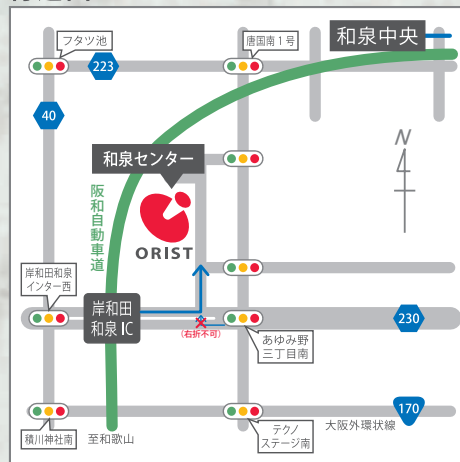 フタツ池
223
唐国南1号
和泉中央
40
和泉センター
N
阪和自動車道
ORIST
岸和田和泉
インター西
岸和田
和泉IC
(右折不可)
あゆみ野
三丁目南
230
積川神社南
至和歌山
テクノ
ステージ南
大阪外環状線
170